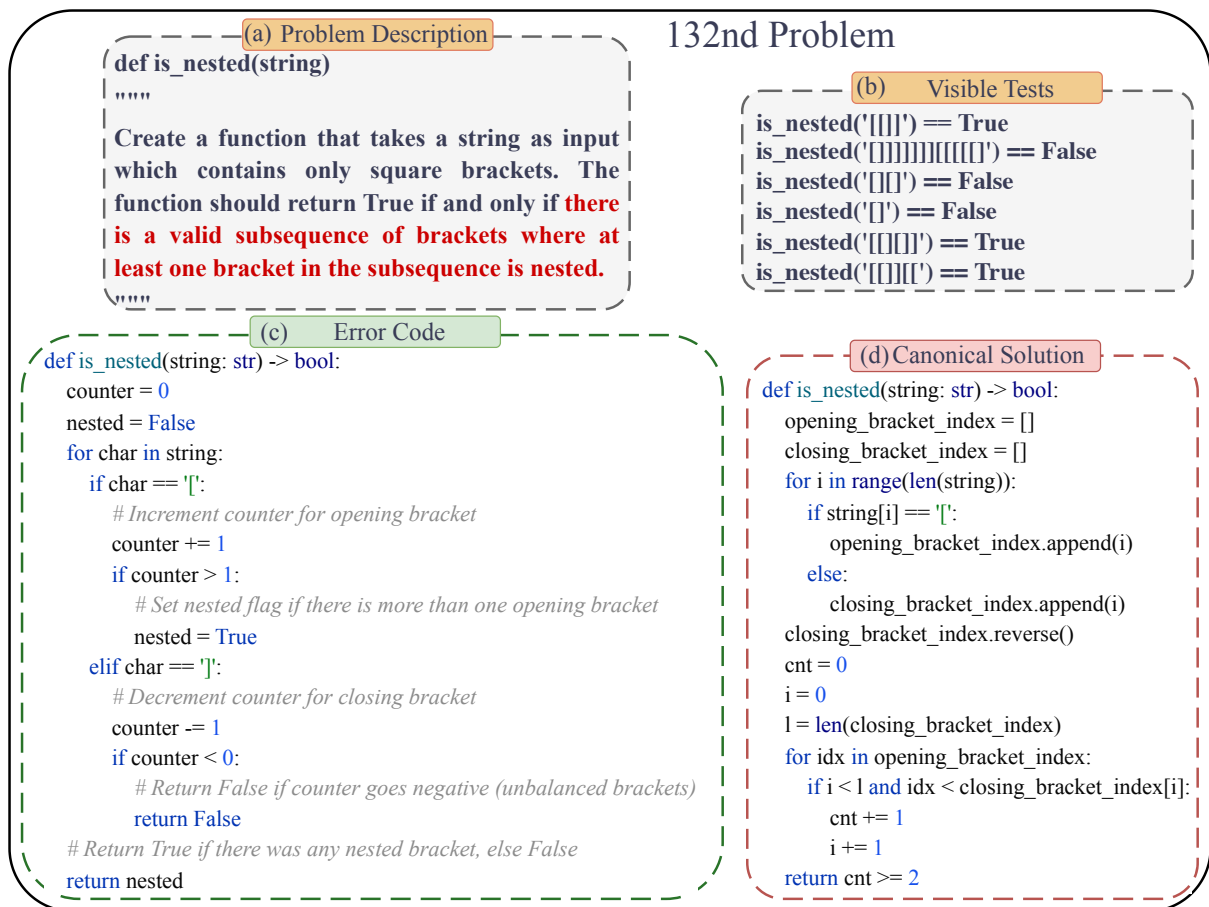 132nd Problem
(a) Problem Description
def is_nested(string)
"""
Create a function that takes a string as input
which contains only square brackets. The
function should return True if and only if there
is a valid subsequence of brackets where at
least one bracket in the subsequence is nested.
"""
(b) Visible Tests
is_nested('[[]]') == True
is_nested('[]]]]]]][[[[[]') == False
is_nested('[][]') == False
is_nested('[]') == False
is_nested('[[][]]') == True
is_nested('[[]][[') == True
(c) Error Code
def is_nested(string: str) -> bool:
counter = 0
nested = False
for char in string:
if char == '[':
# Increment counter for opening bracket
counter += 1
if counter > 1:
# Set nested flag if there is more than one opening bracket
nested = True
elif char == ']':
# Decrement counter for closing bracket
counter -= 1
if counter < 0:
# Return False if counter goes negative (unbalanced brackets)
return False
# Return True if there was any nested bracket, else False
return nested
(d) Canonical Solution
def is_nested(string: str) -> bool:
opening_bracket_index = []
closing_bracket_index = []
for i in range(len(string)):
if string[i] == '[':
opening_bracket_index.append(i)
else:
closing_bracket_index.append(i)
closing_bracket_index.reverse()
cnt = 0
i = 0
l = len(closing_bracket_index)
for idx in opening_bracket_index:
if i < l and idx < closing_bracket_index[i]:
cnt += 1
i += 1
return cnt >= 2